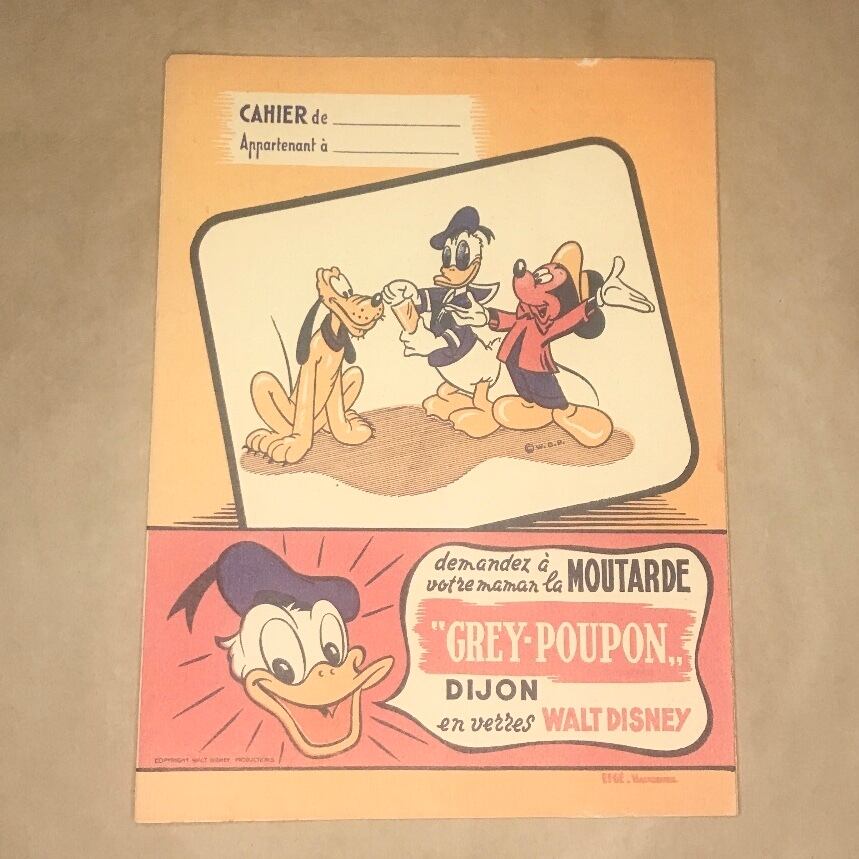 CAHIER de
Appartenant à
© W. D. P.
demandez à
votre maman la MOUTARDE
"GREY-POUPON„
DIJON
en verres WALT DISNEY
COPYRIGHT WALT DISNEY PRODUCTIONS